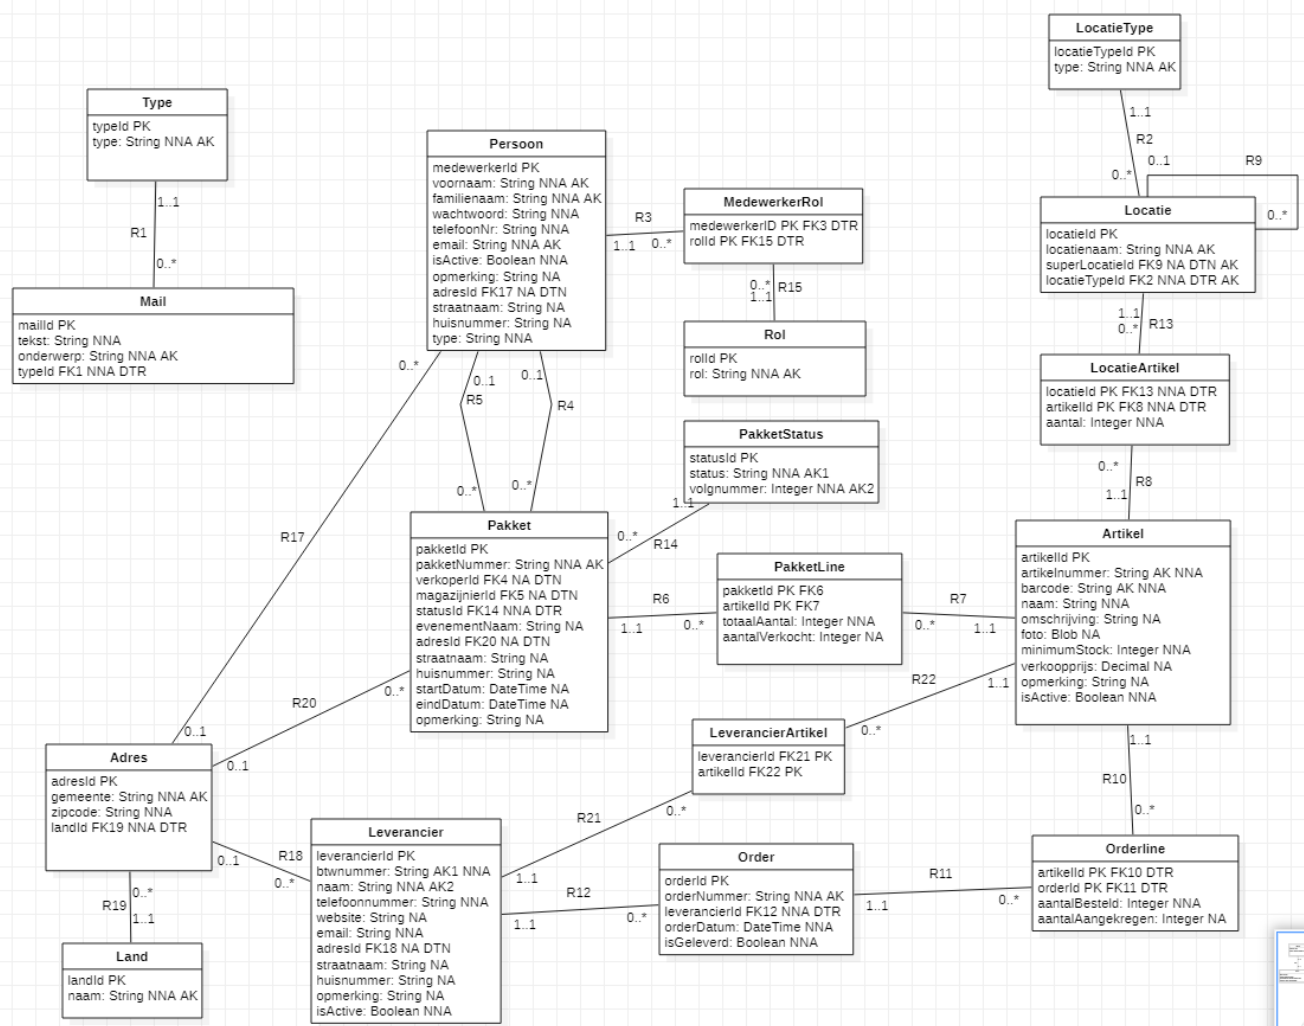 LocatieType
locatieTypeId PK
type: String NNA AK
1..1
R2
0..*
0..1
R9
0..*
Type
typeId PK
type: String NNA AK
1..1
R1
0..*
Mail
mailId PK
tekst: String NNA
onderwerp: String NNA AK
typeId FK1 NNA DTR
Persoon
medewerkerId PK
voornaam: String NNA AK
familienaam: String NNA AK
wachtwoord: String NNA
telefoonNr: String NNA
email: String NNA AK
isActive: Boolean NNA
opmerking: String NA
adresId FK17 NA DTN
straatnaam: String NA
huisnummer: String NA
type: String NNA
R3
1..1
0..*
MedewerkerRol
medewerkerID PK FK3 DTR
rolId PK FK15 DTR
0..*
1..1
R15
Rol
rolId PK
rol: String NNA AK
Locatie
locatieId PK
locatienaam: String NNA AK
superLocatieId FK9 NA DTN AK
locatieTypeId FK2 NNA DTR AK
1..1
0..*
R13
LocatieArtikel
locatieId PK FK13 NNA DTR
artikelId PK FK8 NNA DTR
aantal: Integer NNA
0..*
R8
1..1
0..*
0..1
R5
0..*
0..1
R4
0..*
R17
0..1
PakketStatus
statusId PK
status: String NNA AK1
volgnummer: Integer NNA AK2
1..1
0..*
R14
Pakket
pakketId PK
pakketNummer: String NNA AK
verkoperId FK4 NA DTN
magazijnierId FK5 NA DTN
statusId FK14 NNA DTR
evenementNaam: String NA
adresId FK20 NA DTN
straatnaam: String NA
huisnummer: String NA
startDatum: DateTime NA
eindDatum: DateTime NA
opmerking: String NA
R6
1..1
0..*
PakketLine
pakketId PK FK6
artikelId PK FK7
totaalAantal: Integer NNA
aantalVerkocht: Integer NA
R7
0..*
1..1
Artikel
artikelId PK
artikelnummer: String AK NNA
barcode: String AK NNA
naam: String NNA
omschrijving: String NA
foto: Blob NA
minimumStock: Integer NNA
verkoopprijs: Decimal NA
opmerking: String NA
isActive: Boolean NNA
R22
1..1
0..*
R20
0..*
0..1
LeverancierArtikel
leverancierId FK21 PK
artikelId FK22 PK
R21
0..*
1..1
1..1
R10
0..*
Adres
adresId PK
gemeente: String NNA AK
zipcode: String NNA
landId FK19 NNA DTR
0..1
R18
0..*
0..*
R19
1..1
Land
landId PK
naam: String NNA AK
Leverancier
leverancierId PK
btwnummer: String AK1 NNA
naam: String NNA AK2
telefoonnummer: String NNA
website: String NA
email: String NNA
adresId FK18 NA DTN
straatnaam: String NA
huisnummer: String NA
opmerking: String NA
isActive: Boolean NNA
R12
1..1
0..*
Order
orderId PK
orderNummer: String NNA AK
leverancierId FK12 NNA DTR
orderDatum: DateTime NNA
isGeleverd: Boolean NNA
R11
1..1
0..*
Orderline
artikelId PK FK10 DTR
orderId PK FK11 DTR
aantalBesteld: Integer NNA
aantalAangekregen: Integer NA